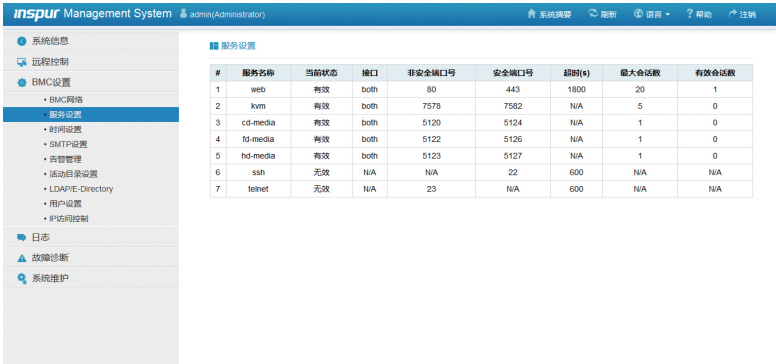 inspur Management System admin(Administrator) 系统摘要 刷新 语言 帮助 注销
系统信息
远程控制
BMC设置
• BMC网络
• 服务设置
• 时间设置
• SMTP设置
• 告警管理
• 活动目录设置
• LDAP/E-Directory
• 用户设置
• IP访问控制
日志
故障诊断
系统维护
服务设置
# 服务名称 当前状态 接口 非安全端口号 安全端口号 超时(s) 最大会话数 有效会话数
1 web 有效 both 80 443 1800 20 1
2 kvm 有效 both 7578 7582 N/A 5 0
3 cd-media 有效 both 5120 5124 N/A 1 0
4 fd-media 有效 both 5122 5126 N/A 1 0
5 hd-media 有效 both 5123 5127 N/A 1 0
6 ssh 无效 N/A N/A 22 600 N/A N/A
7 telnet 无效 N/A 23 N/A 600 N/A N/A